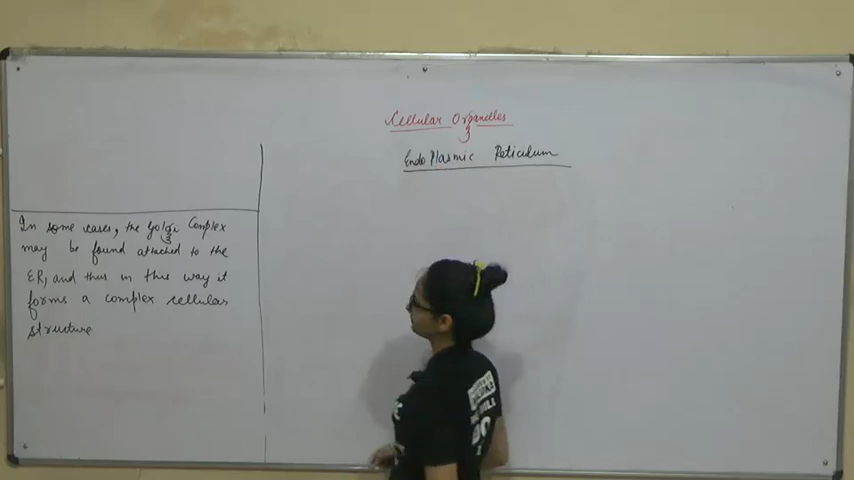 Cellular Organelles
Endoplasmic Reticulum
In some cases, the Golgi Complex
may be found attached to the
ER, and thus in this way it
forms a complex cellular
structure